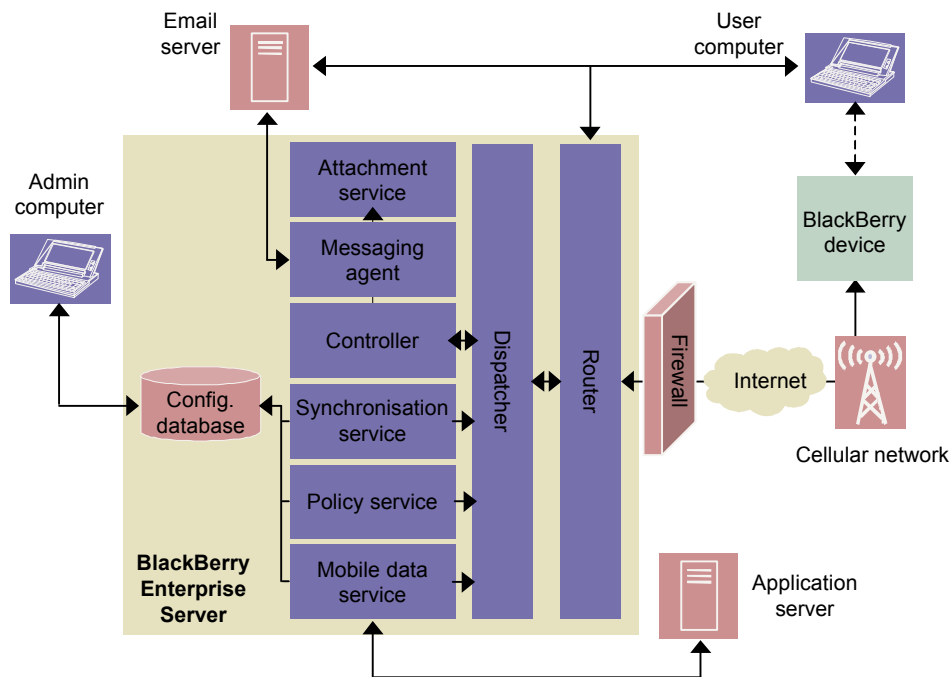 Email
server
User
computer
Admin
computer
Attachment
service
Messaging
agent
Controller
Synchronisation
service
Policy service
Mobile data
service
Dispatcher
Router
Firewall
Internet
BlackBerry
device
Cellular network
Config.
database
BlackBerry
Enterprise
Server
Application
server